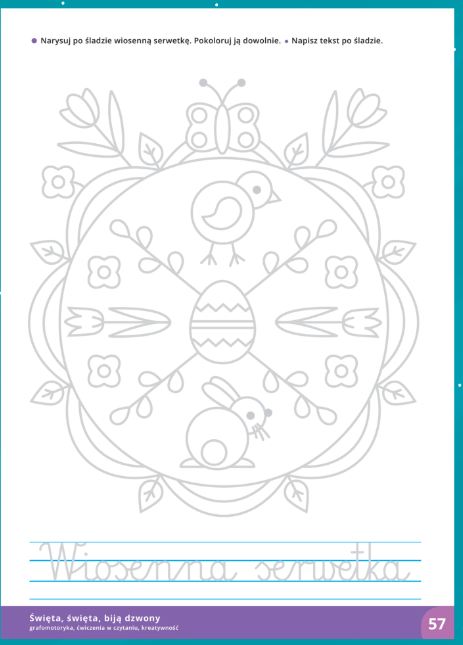 • Narysuj po śladzie wiosenną serwetkę. Pokoloruj ją dowolnie. • Napisz tekst po śladzie.
Wiosenna serwetka
Święta, święta, biją dzwony
grafomotoryka, ćwiczenia w czytaniu, kreatywność
57